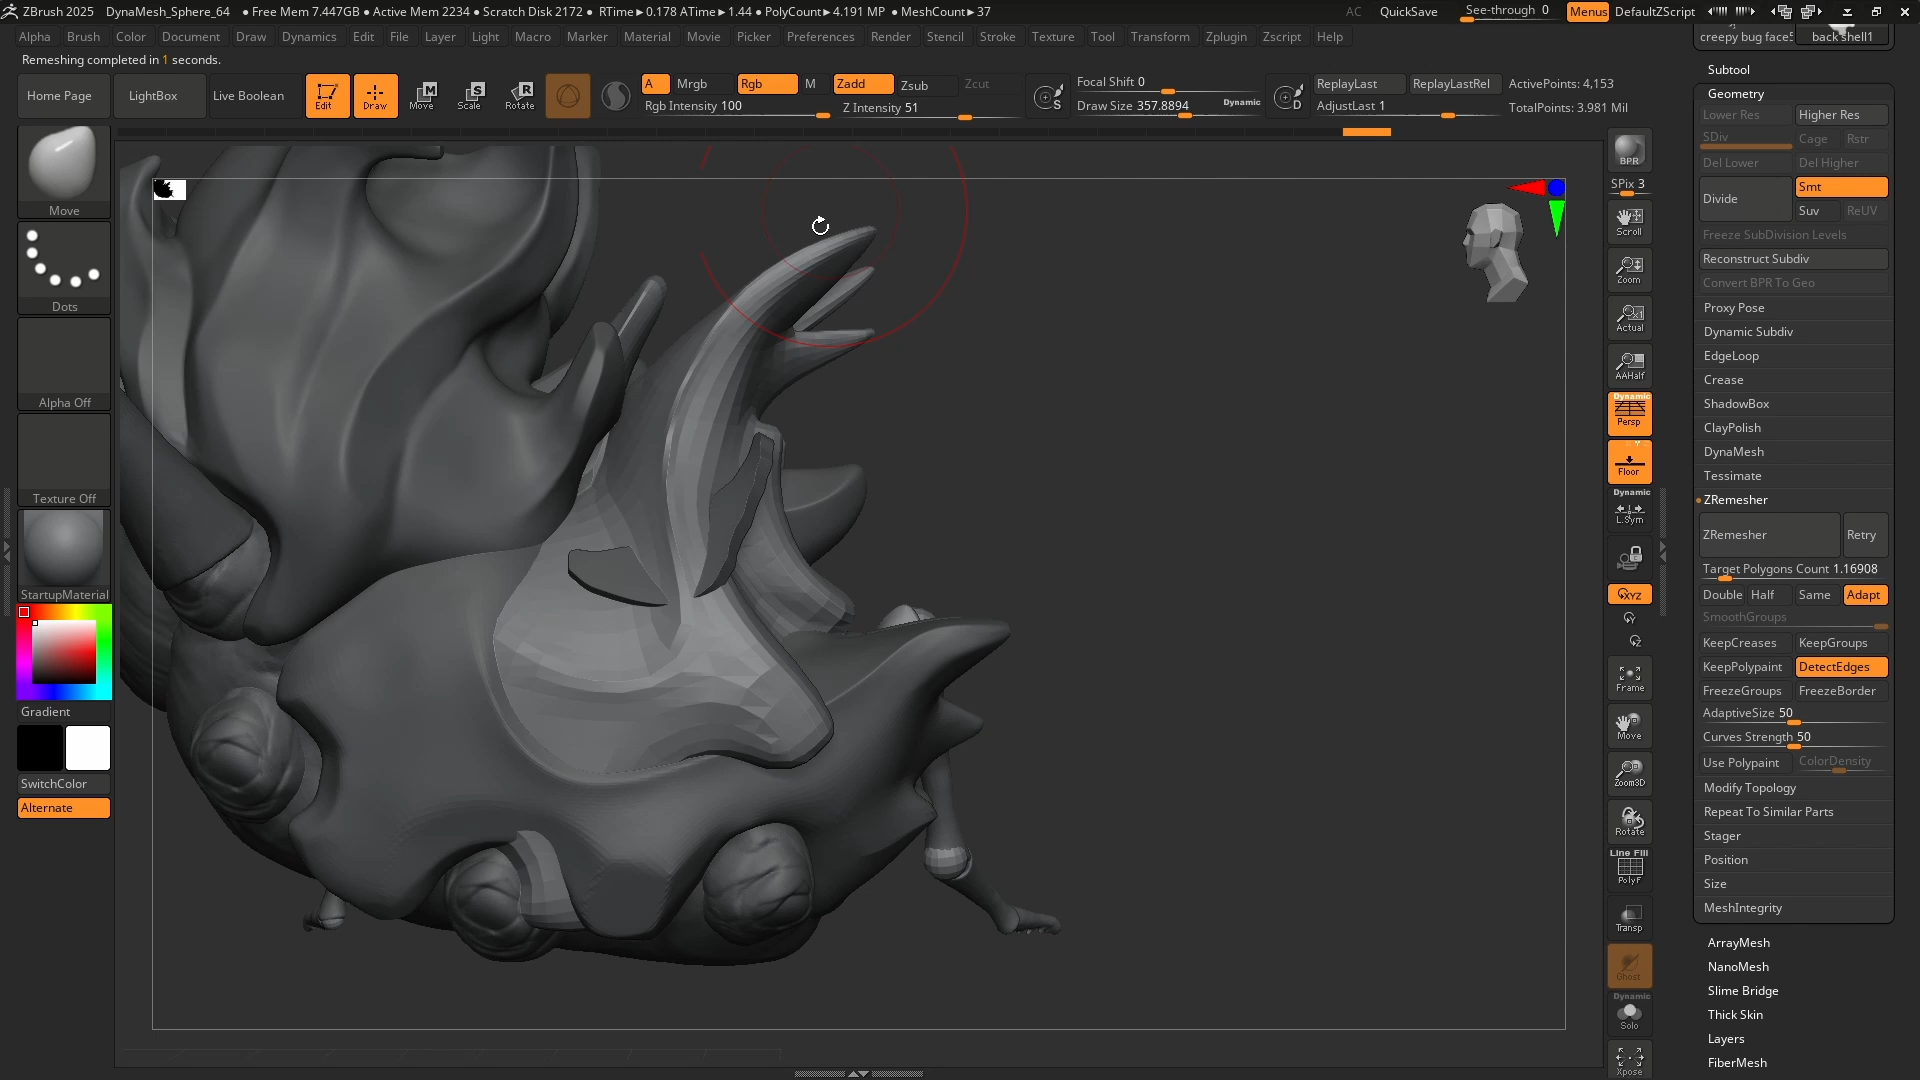 ZBrush 2025 DynaMesh_Sphere_64 ● Free Mem 7.447GB ● Active Mem 2234 ● Scratch Disk 2172 ● RTime►0.178 ATime►1.44 ● PolyCount►4.191 MP ● MeshCount►37 AC QuickSave See-through 0 Menus DefaultZScript
Alpha Brush Color Document Draw Dynamics Edit File Layer Light Macro Marker Material Movie Picker Preferences Render Stencil Stroke Texture Tool Transform Zplugin Zscript Help
creepy bug face5 back shell1
Remeshing completed in 1 seconds.
Home Page LightBox Live Boolean
Edit Draw Move Scale Rotate
A Mrgb Rgb M Zadd Zsub Zcut
Rgb Intensity 100 Z Intensity 51
Focal Shift 0
Draw Size 357.8894 Dynamic
S D
ReplayLast ReplayLastRel ActivePoints: 4,153
AdjustLast 1 TotalPoints: 3.981 Mil
Move
Dots
Alpha Off
Texture Off
StartupMaterial
Gradient
SwitchColor
Alternate
BPR
SPix 3
Scroll
Zoom
Actual
AAHalf
Dynamic
Persp
Floor
Dynamic
L.Sym
XYZ
Y
Z
Frame
Move
Zoom3D
Rotate
Line Fill
PolyF
Transp
Ghost
Dynamic
Solo
Xpose
Subtool
Geometry
Lower Res Higher Res
SDiv Cage Rstr
Del Lower Del Higher
Divide Smt
Suv ReUV
Freeze SubDivision Levels
Reconstruct Subdiv
Convert BPR To Geo
Proxy Pose
Dynamic Subdiv
EdgeLoop
Crease
ShadowBox
ClayPolish
DynaMesh
Tessimate
ZRemesher
ZRemesher Retry
Target Polygons Count 1.16908
Double Half Same Adapt
SmoothGroups
KeepCreases KeepGroups
KeepPolypaint DetectEdges
FreezeGroups FreezeBorder
AdaptiveSize 50
Curves Strength 50
Use Polypaint ColorDensity
Modify Topology
Repeat To Similar Parts
Stager
Position
Size
MeshIntegrity
ArrayMesh
NanoMesh
Slime Bridge
Thick Skin
Layers
FiberMesh